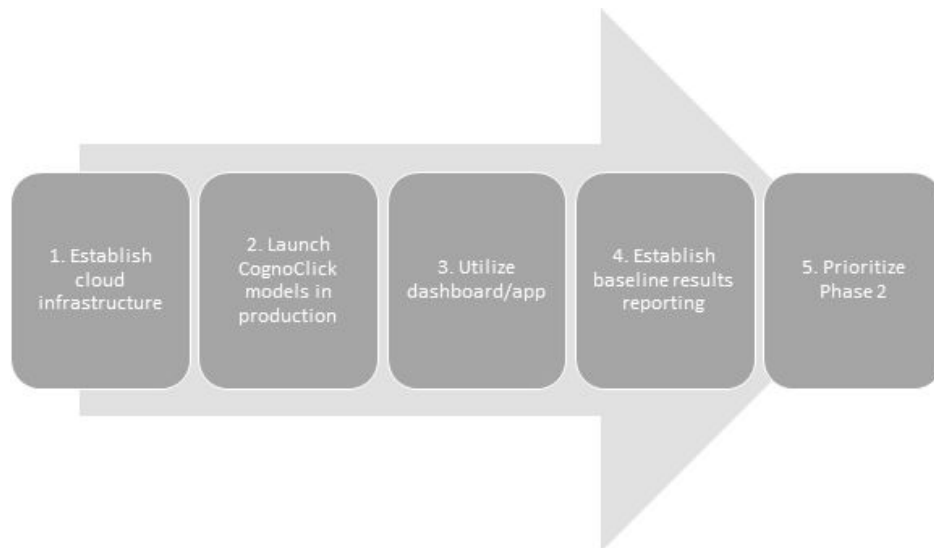 1. Establish
cloud
infrastructure
2. Launch
CognoClick
models in
production
3. Utilize
dashboard/app
4. Establish
baseline results
reporting
5. Prioritize
Phase 2